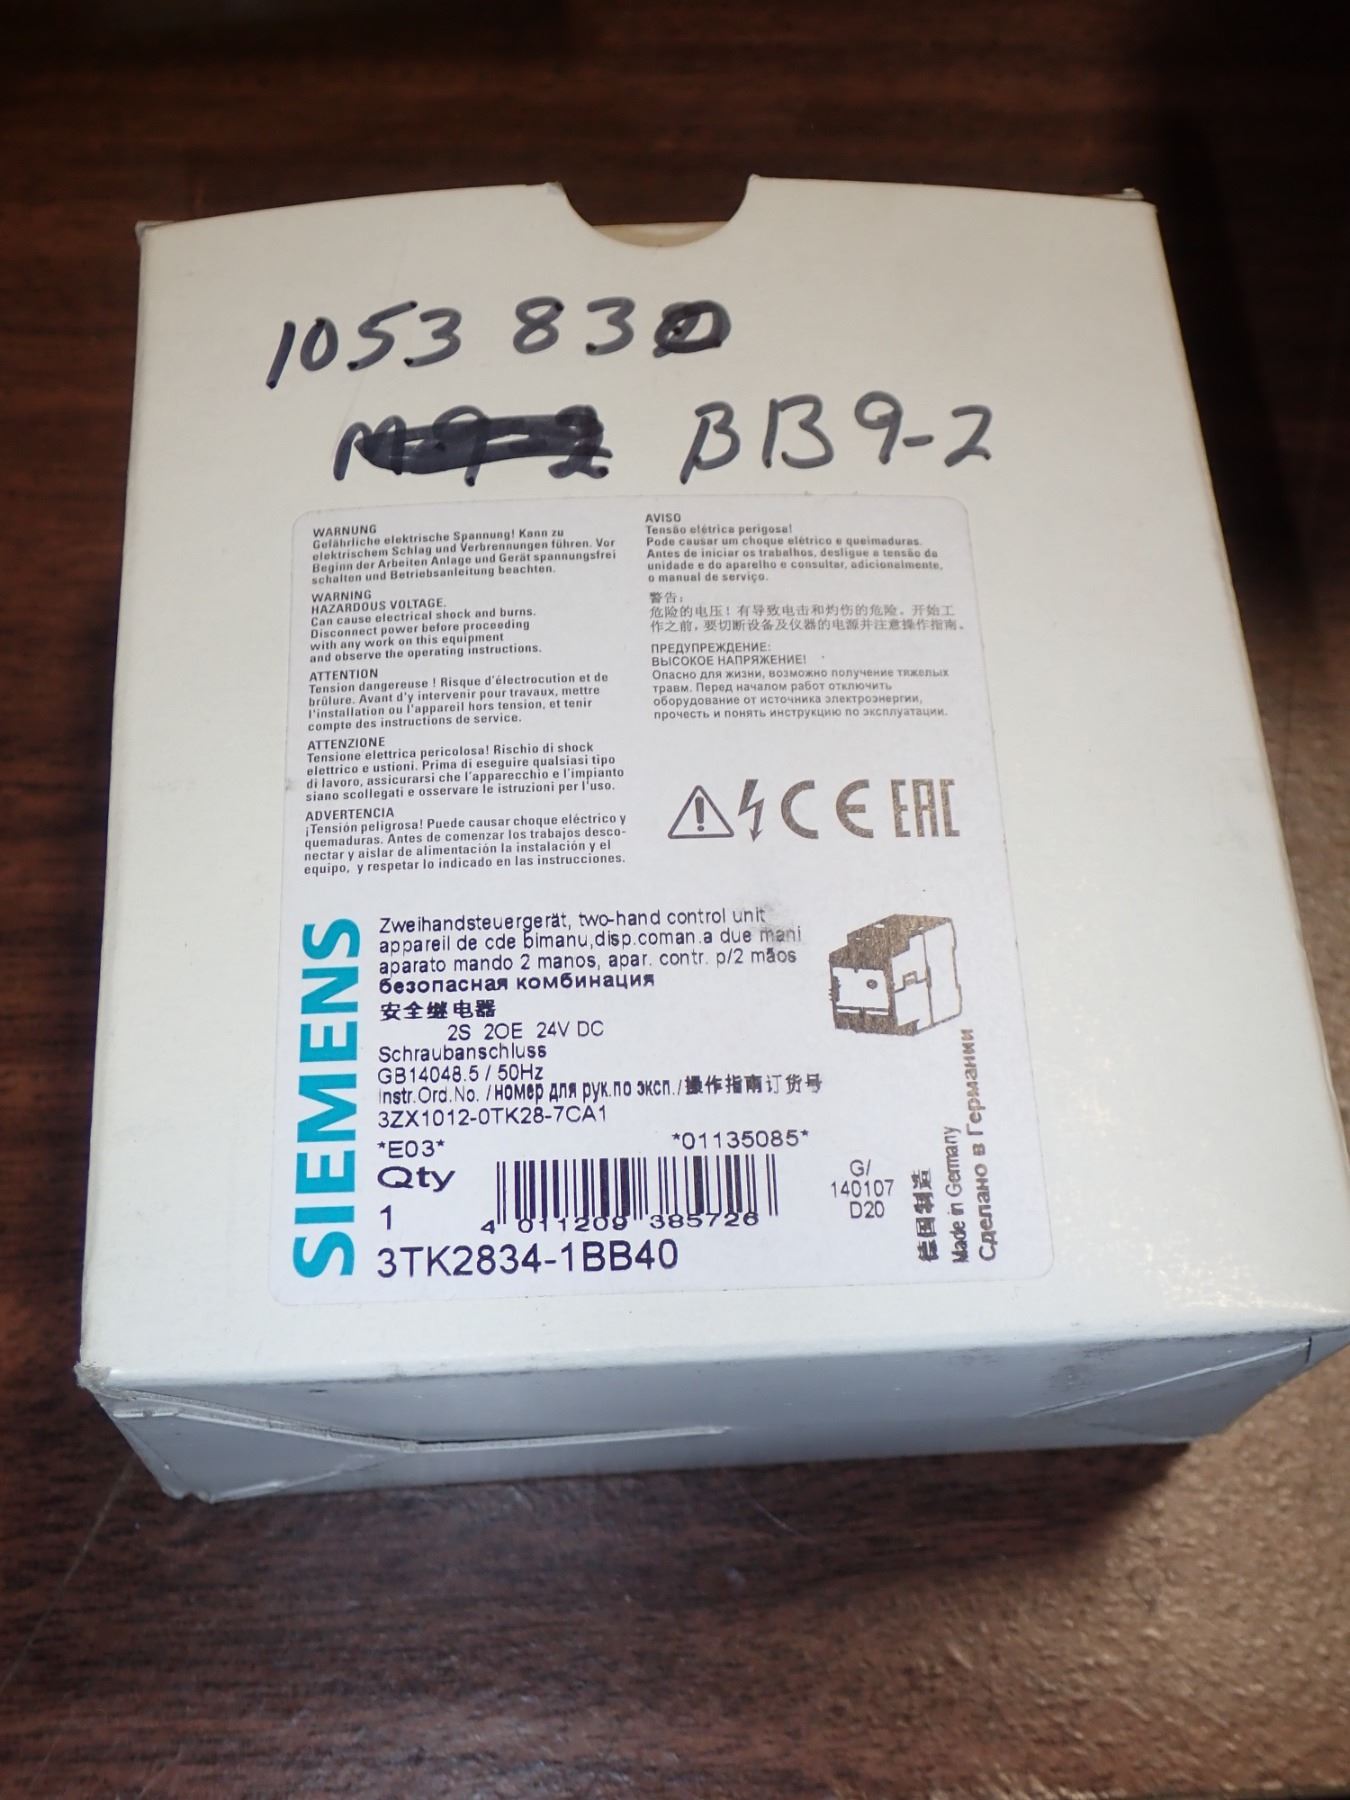 1053 830
M9-2 BB9-2
WARNUNG
Gefährliche elektrische Spannung! Kann zu
elektrischem Schlag und Verbrennungen führen. Vor
Beginn der Arbeiten Anlage und Gerät spannungsfrei
schalten und Betriebsanleitung beachten.
WARNING
HAZARDOUS VOLTAGE.
Can cause electrical shock and burns.
Disconnect power before proceeding
with any work on this equipment
and observe the operating instructions.
ATTENTION
Tension dangereuse ! Risque d'électrocution et de
brûlure. Avant d'y intervenir pour travaux, mettre
l'installation ou l'appareil hors tension, et tenir
compte des instructions de service.
ATTENZIONE
Tensione elettrica pericolosa! Rischio di shock
elettrico e ustioni. Prima di eseguire qualsiasi tipo
di lavoro, assicurarsi che l'apparecchio e l'impianto
siano scollegati e osservare le istruzioni per l'uso.
ADVERTENCIA
¡Tensión peligrosa! Puede causar choque eléctrico y
quemaduras. Antes de comenzar los trabajos desco-
nectar y aislar de alimentación la instalación y el
equipo, y respetar lo indicado en las instrucciones.
AVISO
Tensão elétrica perigosa!
Pode causar um choque elétrico e queimaduras.
Antes de iniciar os trabalhos, desligue a tensão da
unidade e do aparelho e consultar, adicionalmente,
o manual de serviço.
警告:
危险的电压！有导致电击和灼伤的危险。开始工
作之前，要切断设备及仪器的电源并注意操作指南。
ПРЕДУПРЕЖДЕНИЕ:
ВЫСОКОЕ НАПРЯЖЕНИЕ!
Опасно для жизни, возможно получение тяжелых
травм. Перед началом работ отключить
оборудование от источника электроэнергии,
прочесть и понять инструкцию по эксплуатации.
CE EAC
SIEMENS
Zweihandsteuergerät, two-hand control unit
appareil de cde bimanu,disp.coman.a due mani
aparato mando 2 manos, apar. contr. p/2 mãos
безопасная комбинация
安全继电器
2S 2OE 24V DC
Schraubanschluss
GB14048.5 / 50Hz
Instr.Ord.No. /номер для рук.по эксп./操作指南订货号
3ZX1012-0TK28-7CA1
*E03* *01135085*
Qty
1
4 011209 385726
3TK2834-1BB40
G/
140107
D20
德国制造
Made in Germany
Сделано в Германии